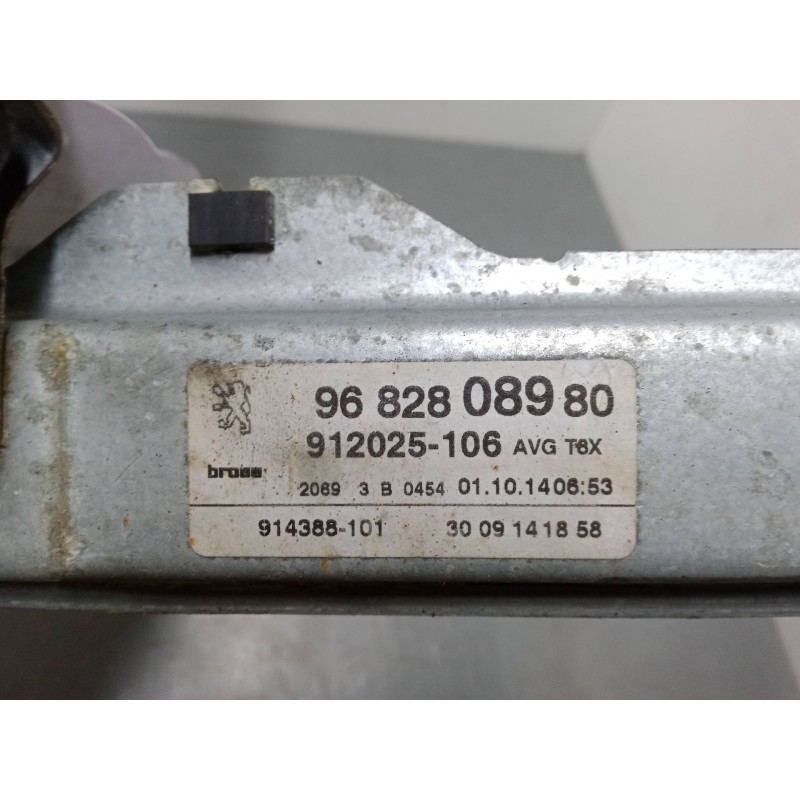 96 828 089 80
912025-106 AVG T6X
brose
2069 3 B 0454 01.10.14 06:53
914388-101 30 09 14 18 58